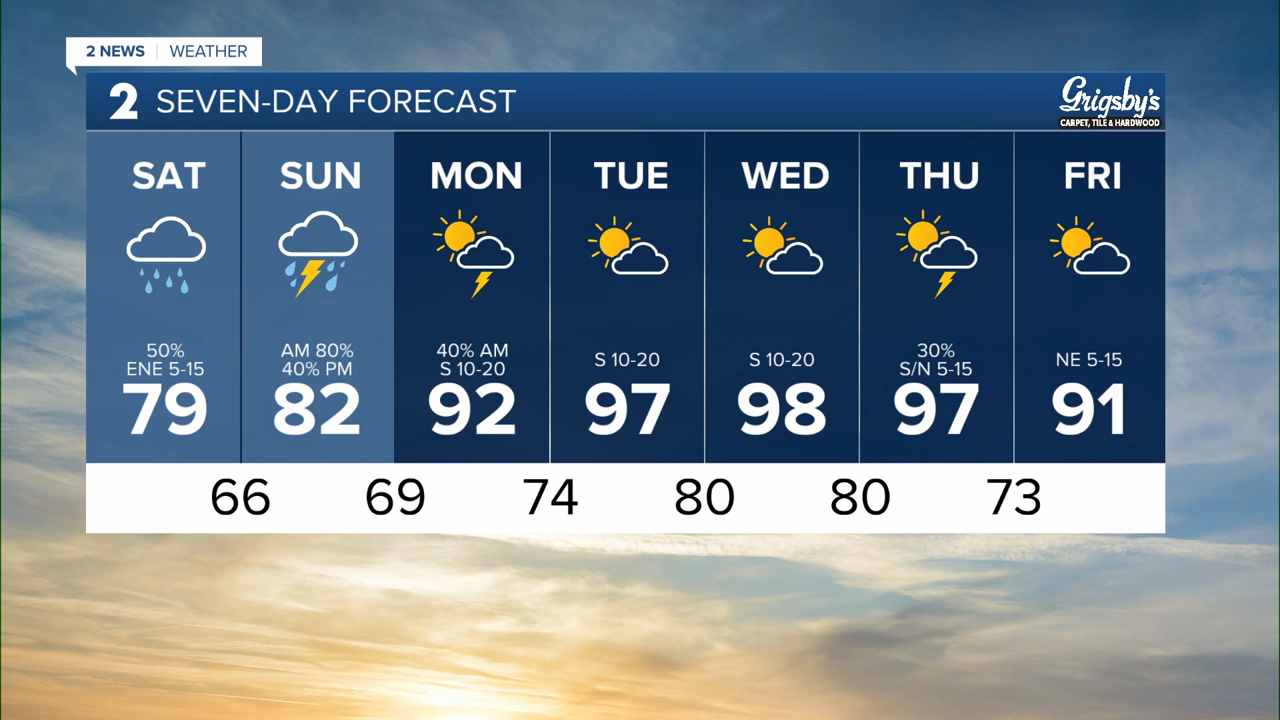 2 NEWS | WEATHER
2 SEVEN-DAY FORECAST
Grigsby's
CARPET, TILE & HARDWOOD
SAT SUN MON TUE WED THU FRI
50% AM 80% 40% AM S 10-20 S 10-20 30% NE 5-15
ENE 5-15 40% PM S 10-20 S/N 5-15
79 82 92 97 98 97 91
66 69 74 80 80 73